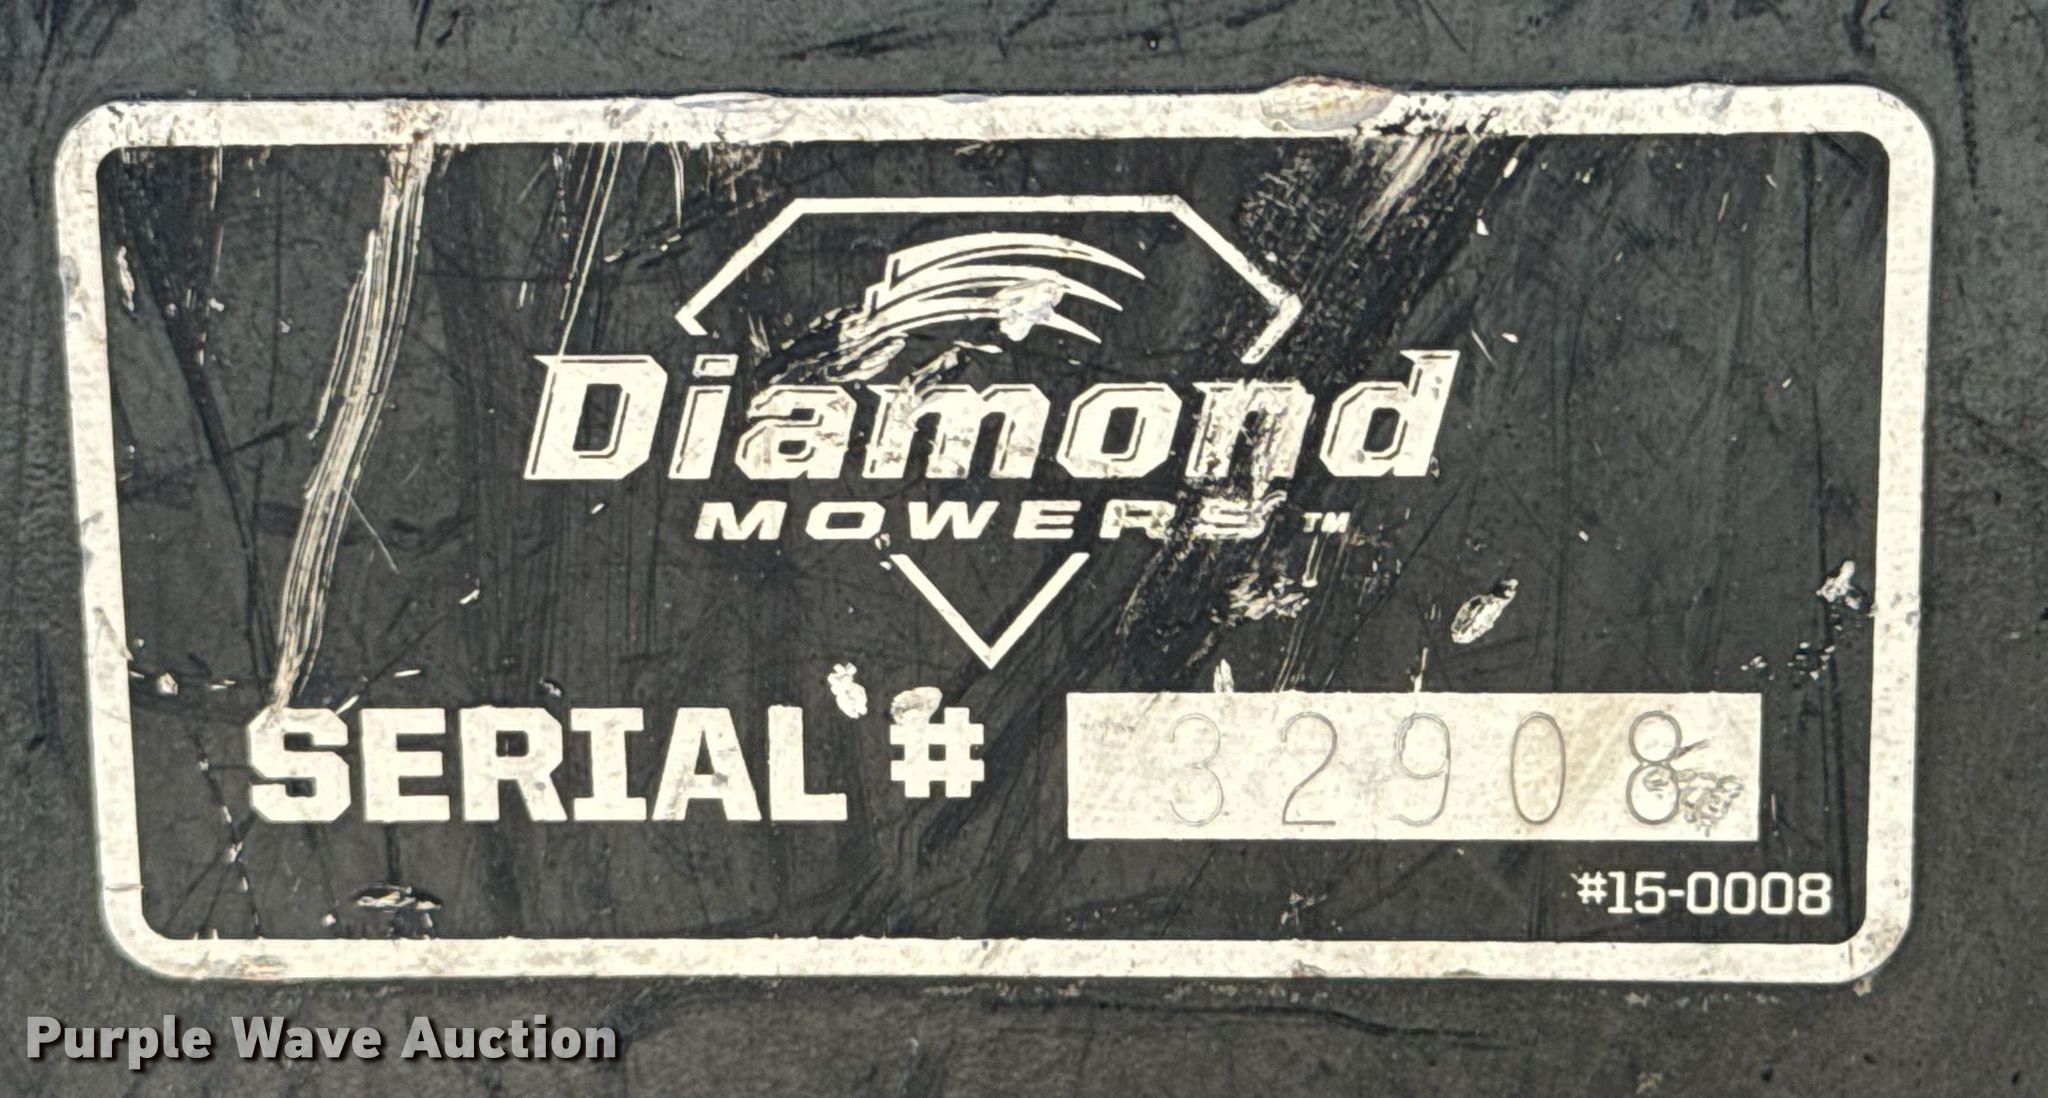 Diamond
MOWERS™
SERIAL # 32908
#15-0008
Purple Wave Auction